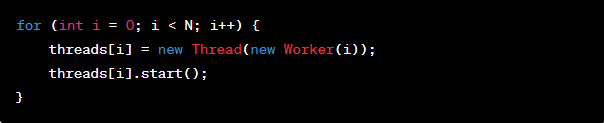 for (int i = 0; i < N; i++) {
    threads[i] = new Thread(new Worker(i));
    threads[i].start();
}